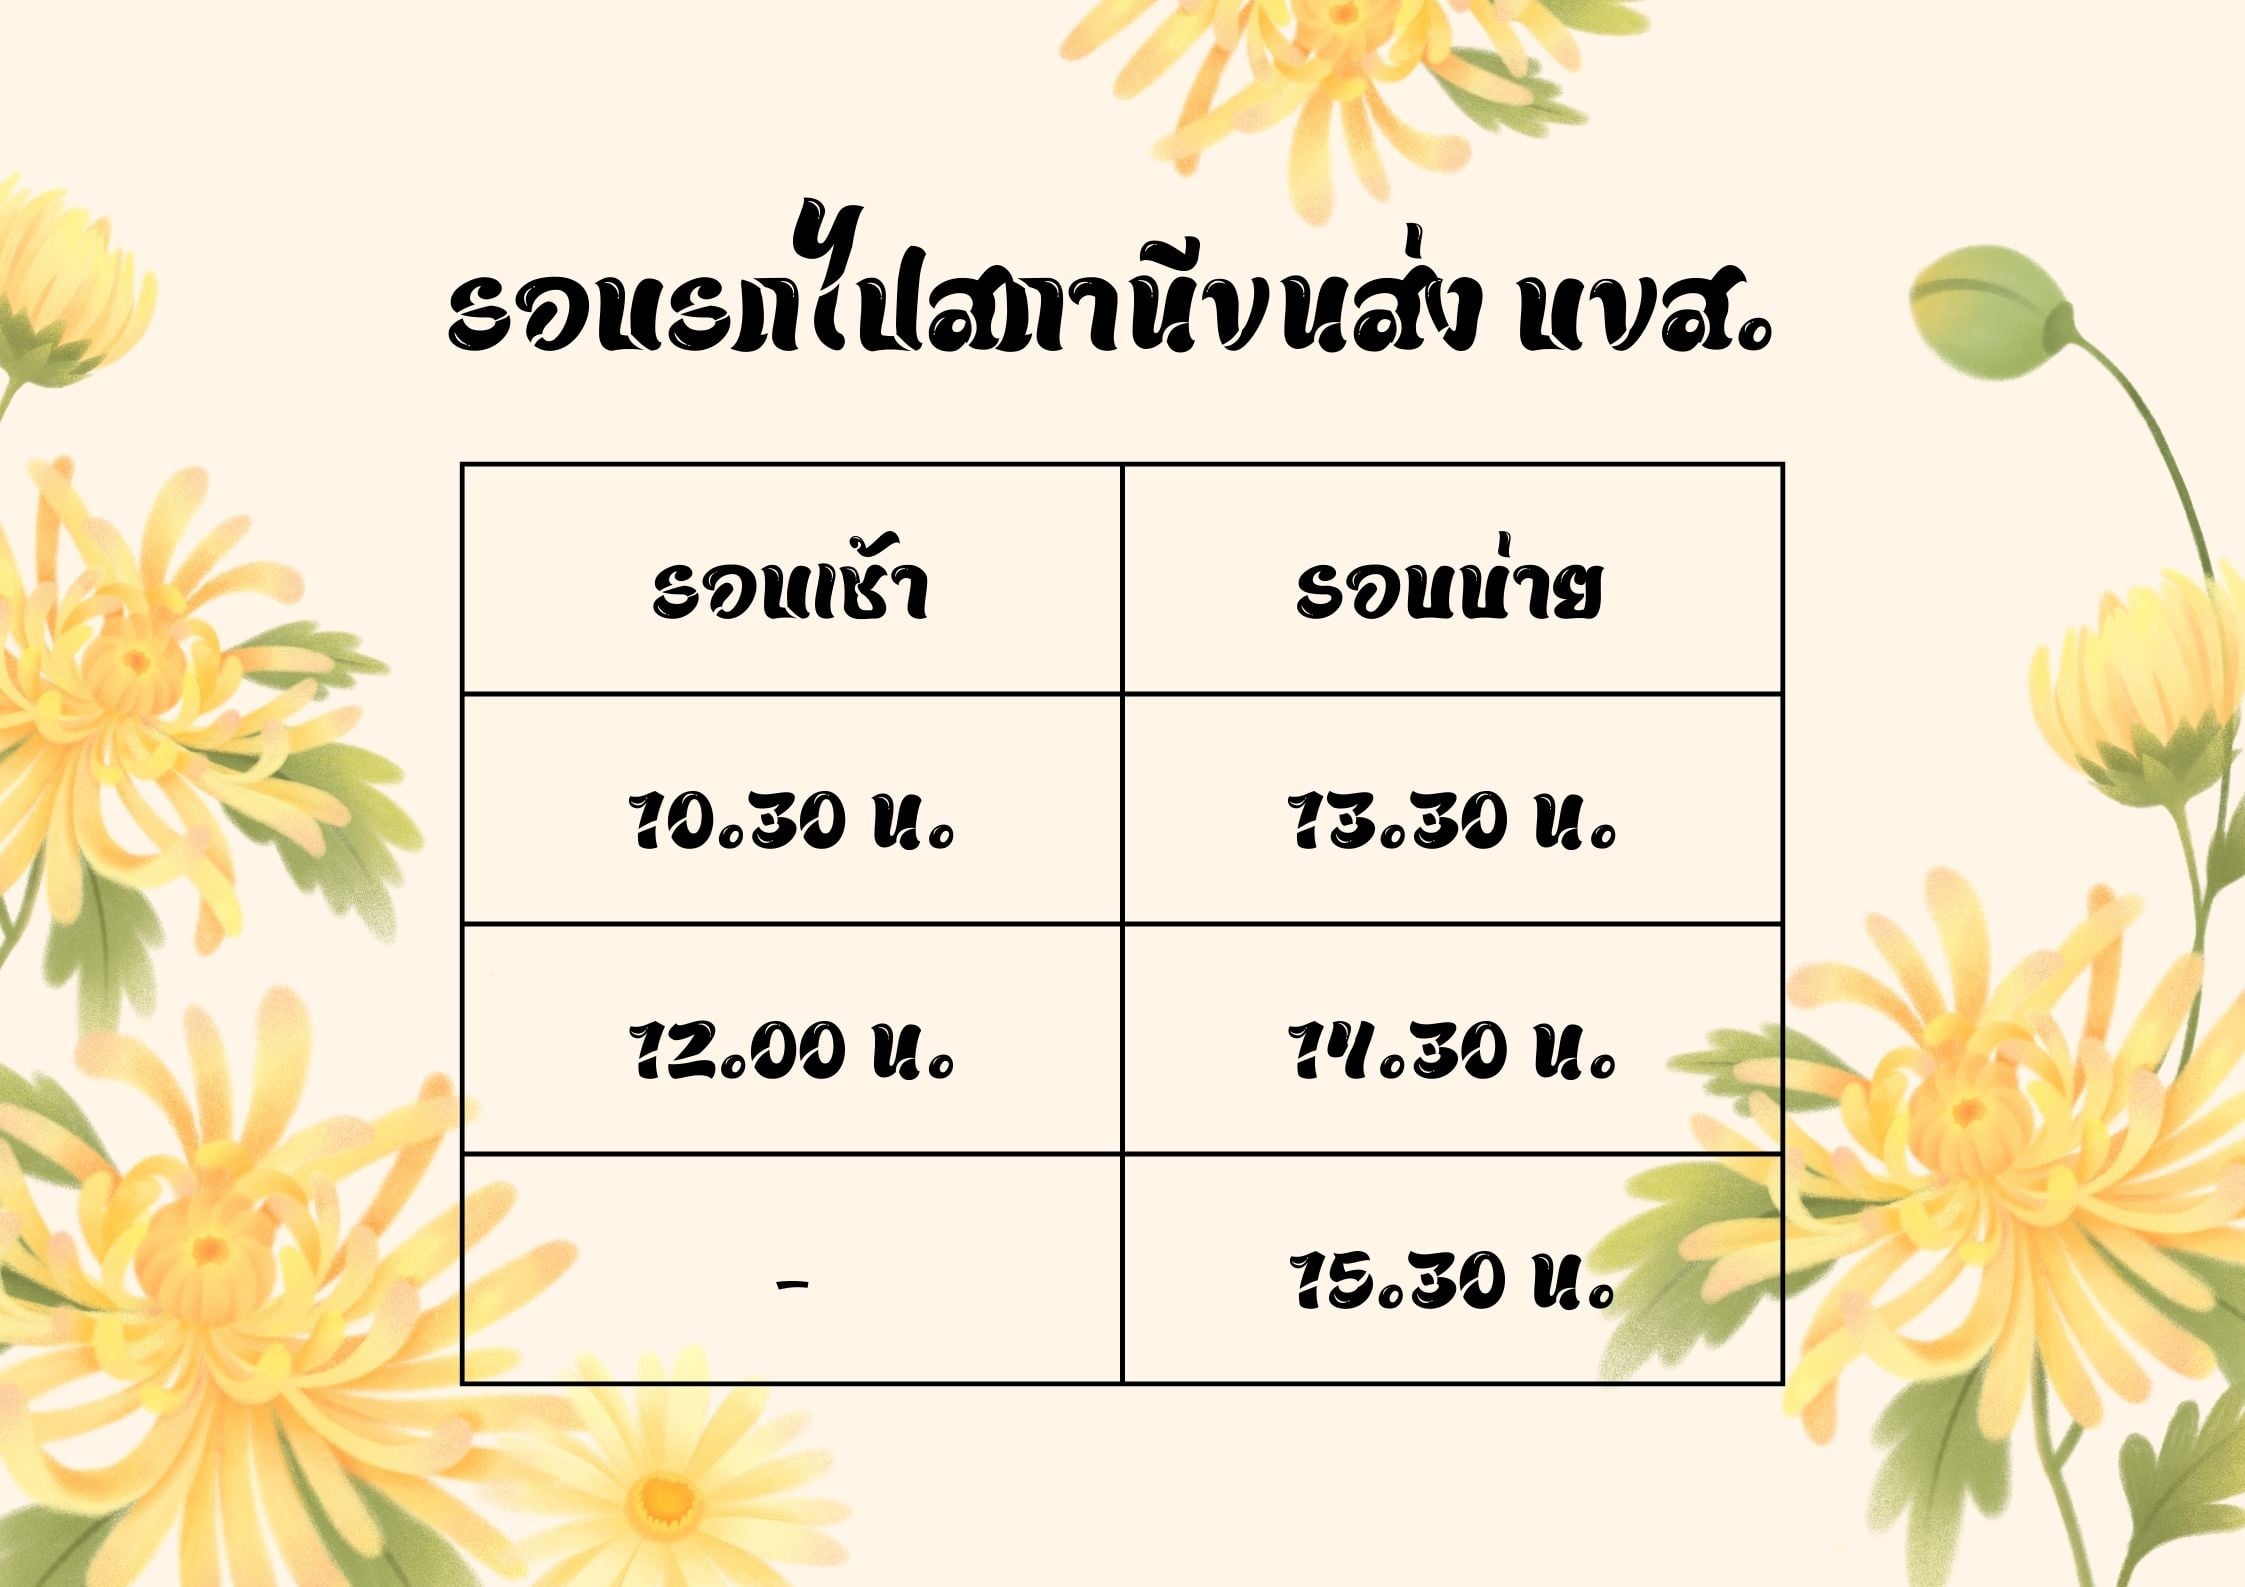 รอบรถไปสถานีขนส่ง บขส.
รอบเช้า รอบบ่าย
10.30 น. 13.30 น.
12.00 น. 14.30 น.
- 15.30 น.